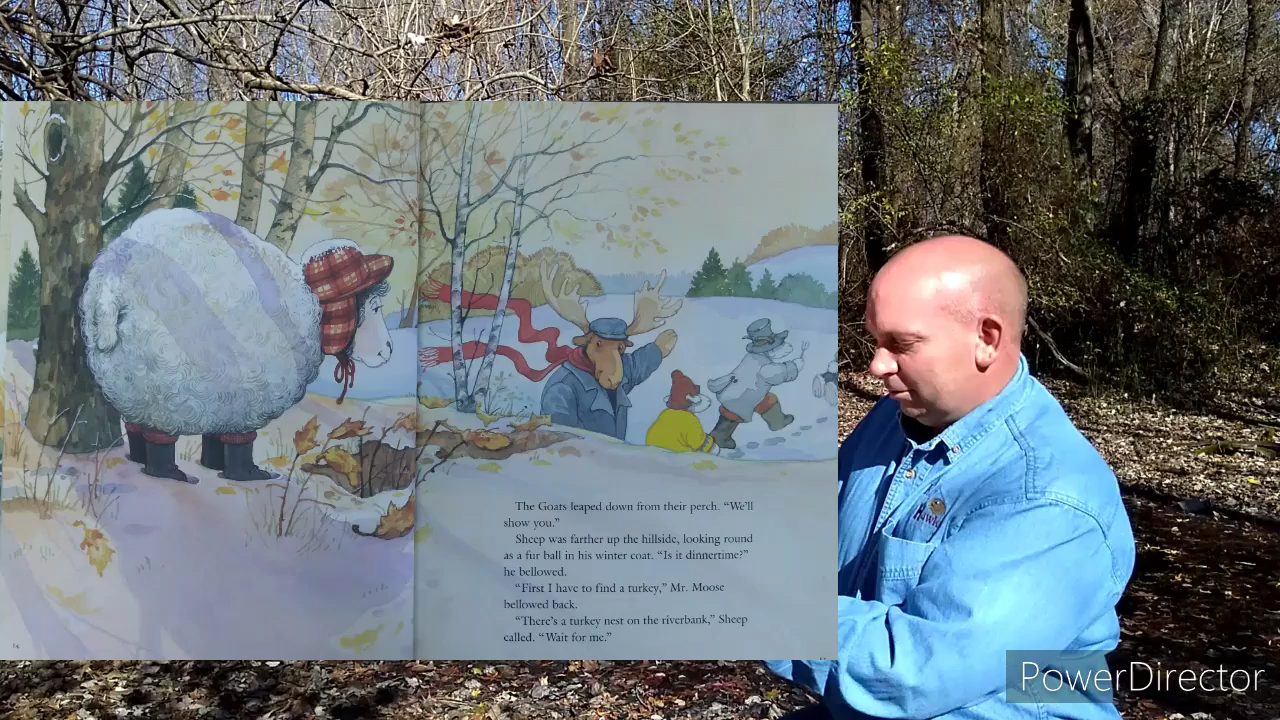 The Goats leaped down from their perch. “We’ll
show you.”
Sheep was farther up the hillside, looking round
as a fur ball in his winter coat. “Is it dinnertime?”
he bellowed.
“First I have to find a turkey,” Mr. Moose
bellowed back.
“There’s a turkey nest on the riverbank,” Sheep
called. “Wait for me.”
PowerDirector